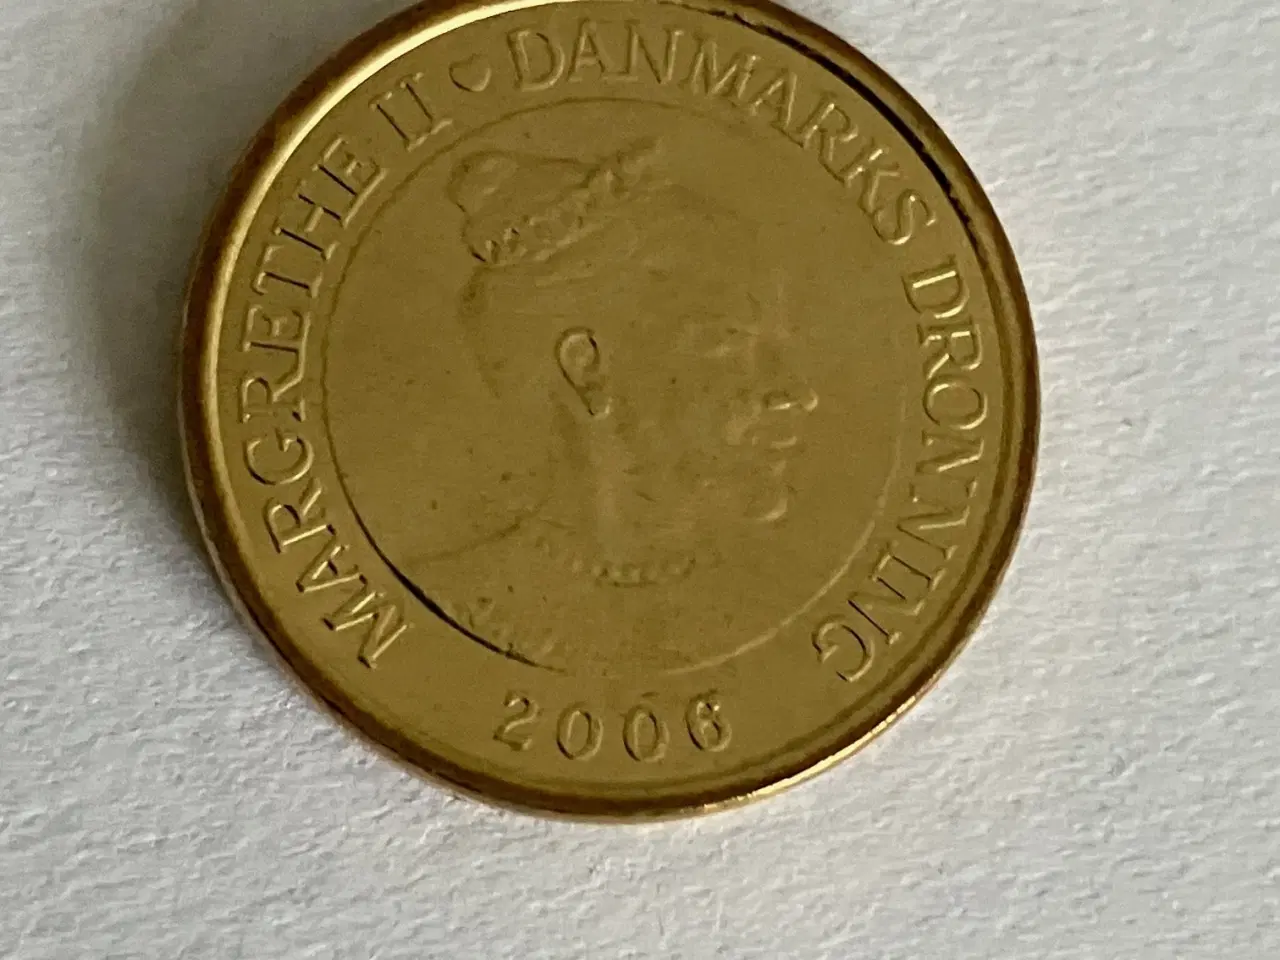 MARGRETHE II ♥ DANMARKS DRONNING
2006